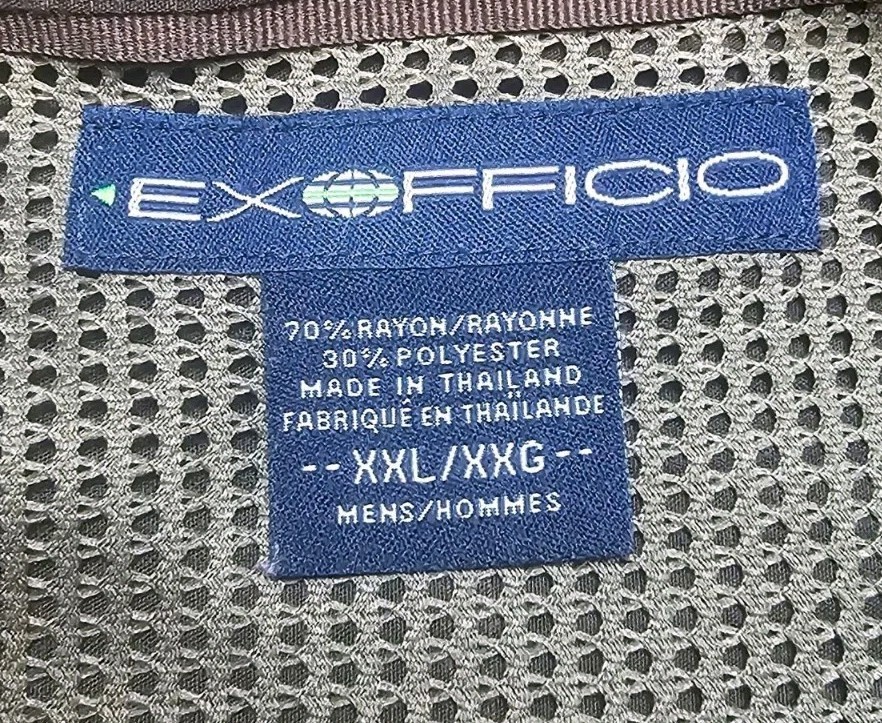 EXOFFICIO
70% RAYON/RAYONNE
30% POLYESTER
MADE IN THAILAND
FABRIQUÉ EN THAÏLANDE
-- XXL/XXG --
MENS/HOMMES